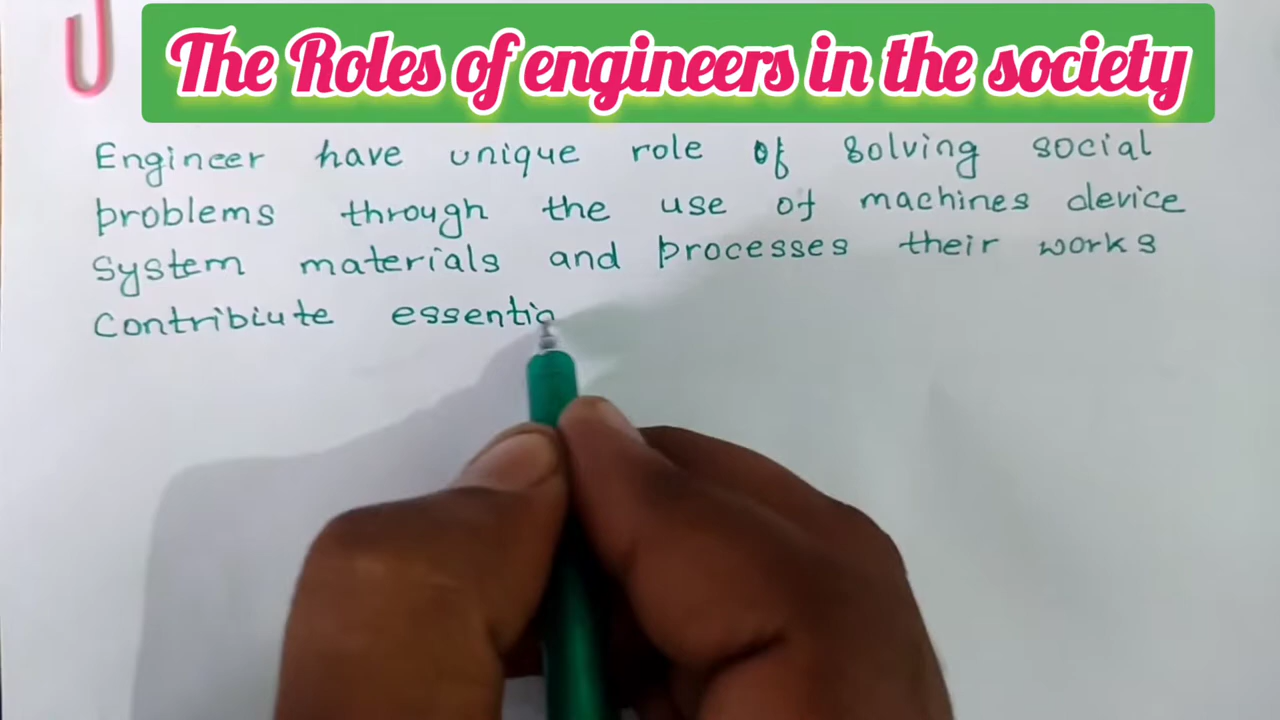 The Roles of engineers in the society
Engineer have unique role of solving social
problems through the use of machines device
System materials and processes their works
Contribiute essentia